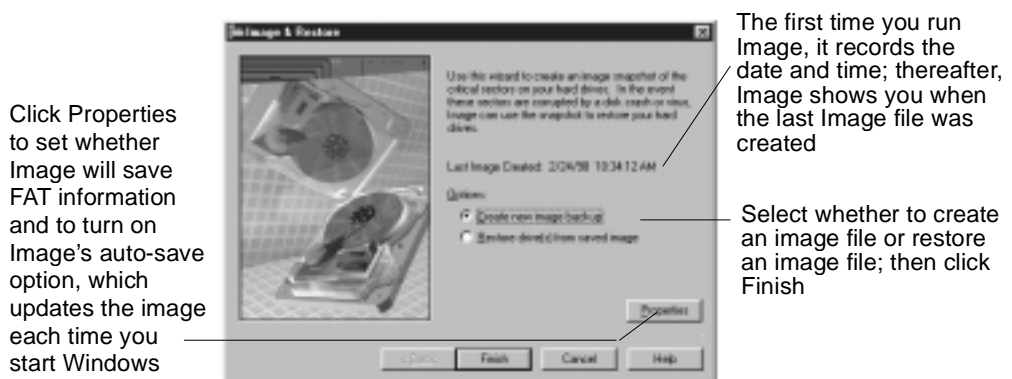 Click Properties
to set whether
Image will save
FAT information
and to turn on
Image's auto-save
option, which
updates the image
each time you
start Windows
Image & Restore
Use this wizard to create an image snapshot of the
critical sectors on your hard drives. In the event
these sectors are corrupted by a disk crash or virus,
Image can use the snapshot to restore your hard
drives.
Last Image Created: 2/24/98 10:34:12 AM
Options:
Create new image backup
Restore drive(s) from saved image
Properties
< Back
Finish
Cancel
Help
The first time you run
Image, it records the
date and time; thereafter,
Image shows you when
the last Image file was
created
Select whether to create
an image file or restore
an image file; then click
Finish